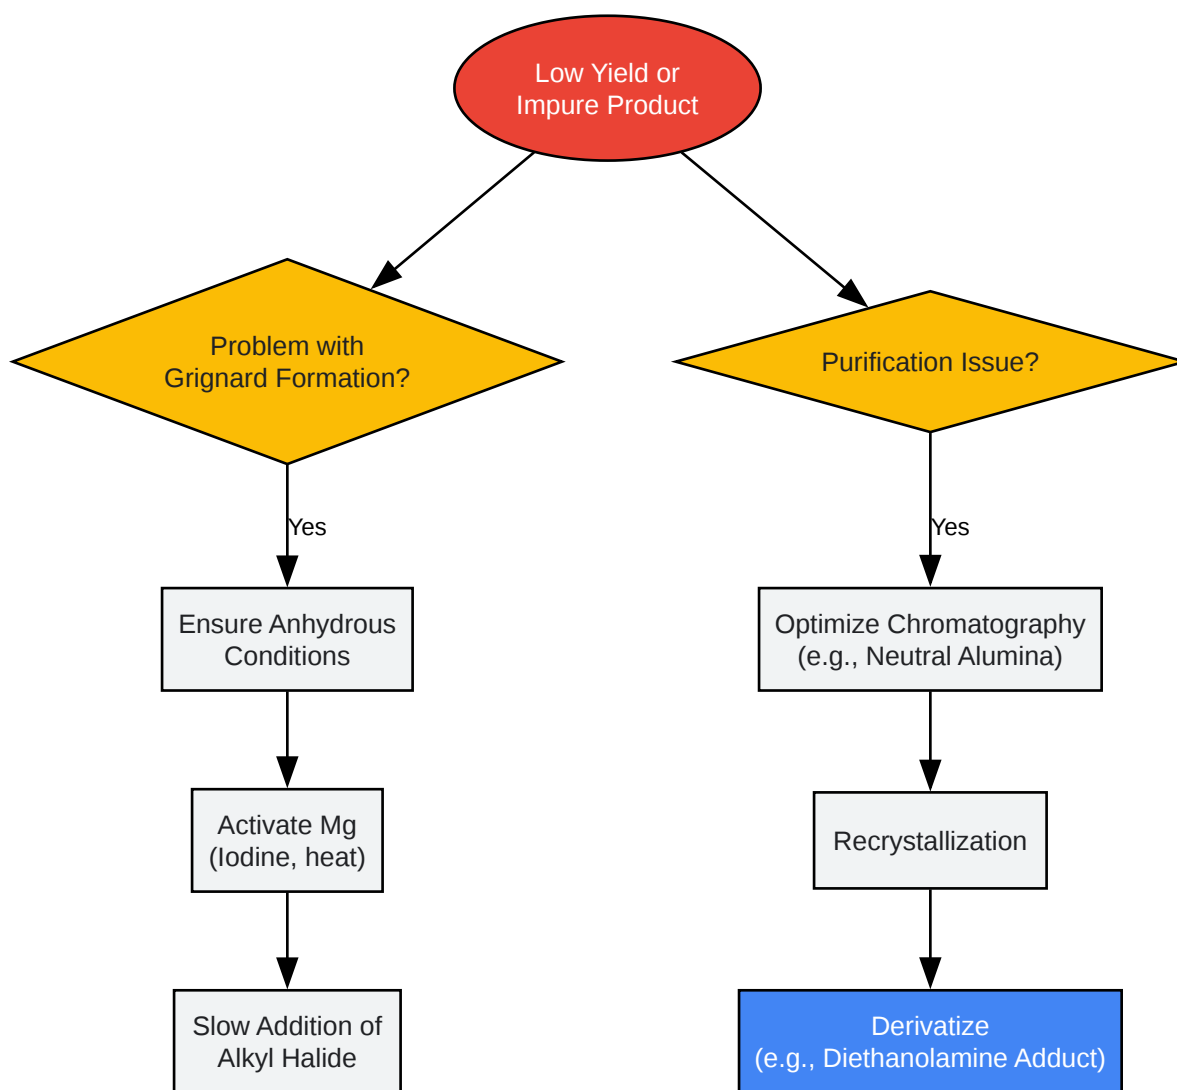 Low Yield or
Impure Product
Problem with
Grignard Formation?
Purification Issue?
Yes
Yes
Ensure Anhydrous
Conditions
Optimize Chromatography
(e.g., Neutral Alumina)
Activate Mg
(Iodine, heat)
Recrystallization
Slow Addition of
Alkyl Halide
Derivatize
(e.g., Diethanolamine Adduct)